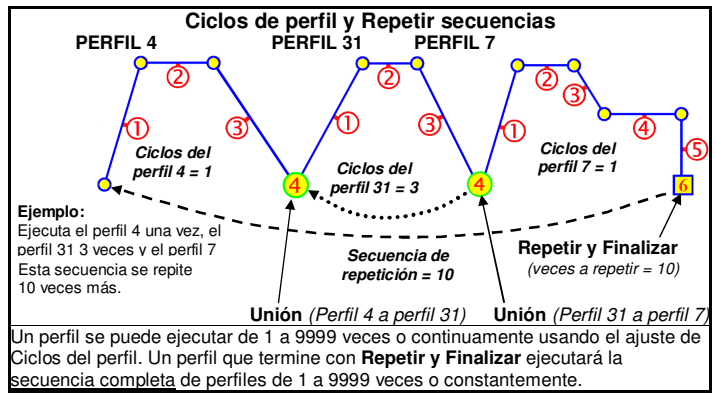 Ciclos de perfil y Repetir secuencias
PERFIL 4 PERFIL 31 PERFIL 7
② ② ②
③
① ③ ① ③ ① ④
Ciclos del
perfil 4 = 1
Ciclos del
perfil 31 = 3
Ciclos del
perfil 7 = 1
⑤
4 4 6
Ejemplo:
Ejecuta el perfil 4 una vez, el
perfil 31 3 veces y el perfil 7
Esta secuencia se repite
10 veces más.
Secuencia de
repetición = 10
Repetir y Finalizar
(veces a repetir = 10)
Unión (Perfil 4 a perfil 31)
Unión (Perfil 31 a perfil 7)
Un perfil se puede ejecutar de 1 a 9999 veces o continuamente usando el ajuste de
Ciclos del perfil. Un perfil que termine con Repetir y Finalizar ejecutará la
secuencia completa de perfiles de 1 a 9999 veces o constantemente.